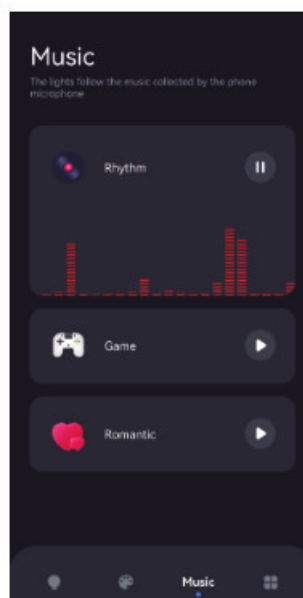 Music
The lights follow the music collected by the phone
microphone
Rhythm
Game
Romantic
Music